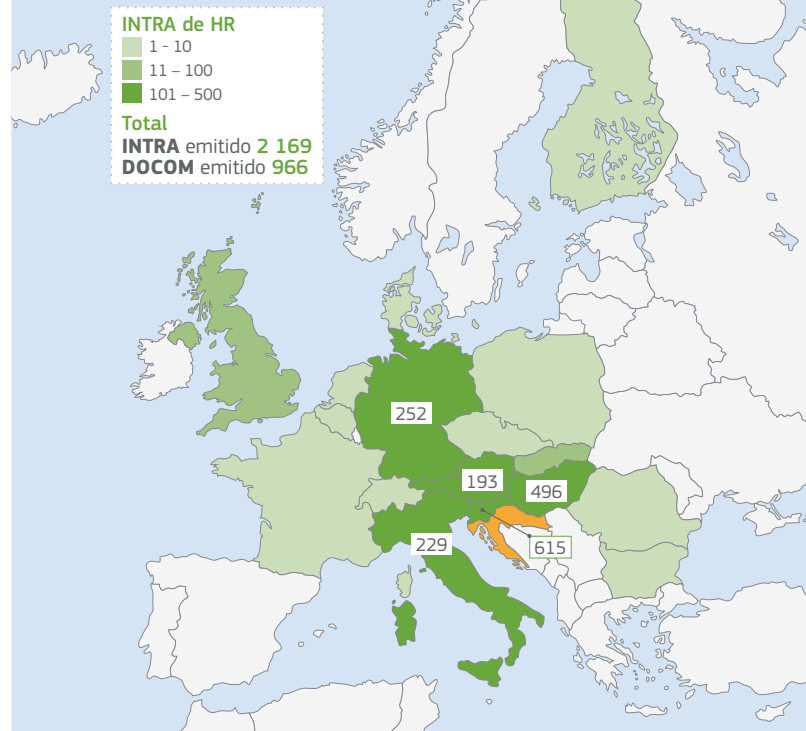 INTRA de HR
1 - 10
11 – 100
101 – 500
Total
INTRA emitido 2 169
DOCOM emitido 966
252
193
496
229
615